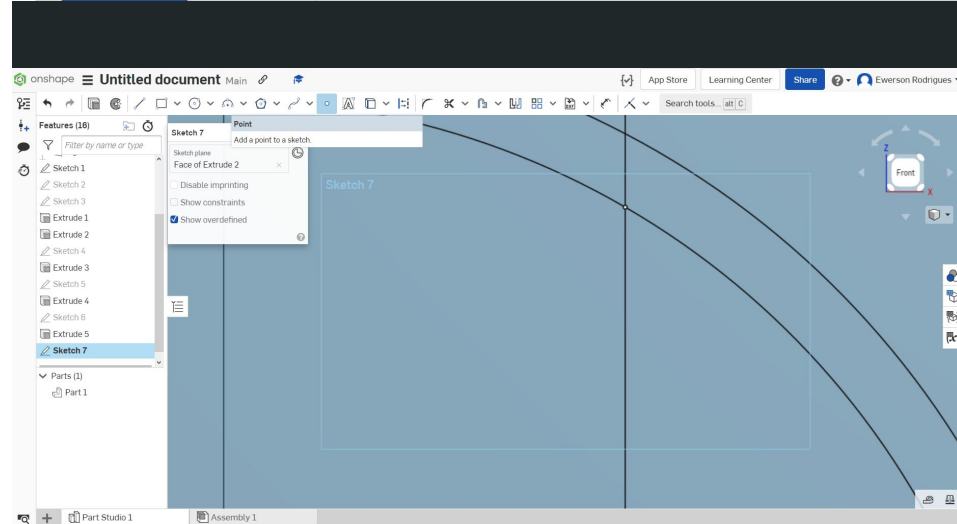 onshape Untitled document Main
App Store Learning Center Share Ewerson Rodrigues
Search tools... alt C
Features (16)
Filter by name or type
Sketch 1
Sketch 2
Sketch 3
Extrude 1
Extrude 2
Sketch 4
Extrude 3
Sketch 5
Extrude 4
Sketch 6
Extrude 5
Sketch 7
Parts (1)
Part 1
Sketch 7
Point
Add a point to a sketch.
Sketch plane
Face of Extrude 2
Disable imprinting
Show constraints
Show overdefined
Sketch 7
Z
Front
X
Part Studio 1
Assembly 1